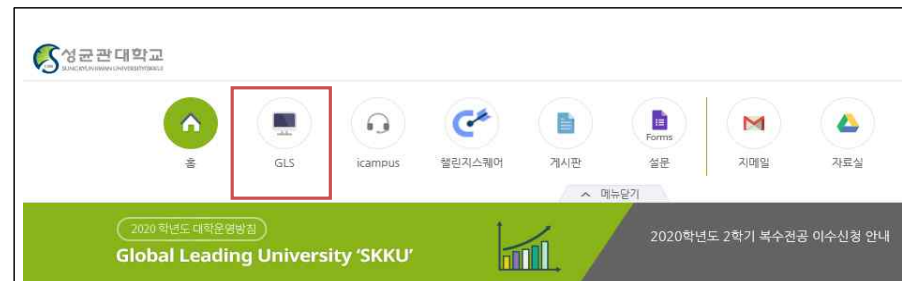 성균관대학교
Forms
홈 GLS icampus 챌린지스퀘어 게시판 설문 지메일 자료실
메뉴닫기
2020 학년도 대학운영방침
Global Leading University ‘SKKU’
2020학년도 2학기 복수전공 이수신청 안내